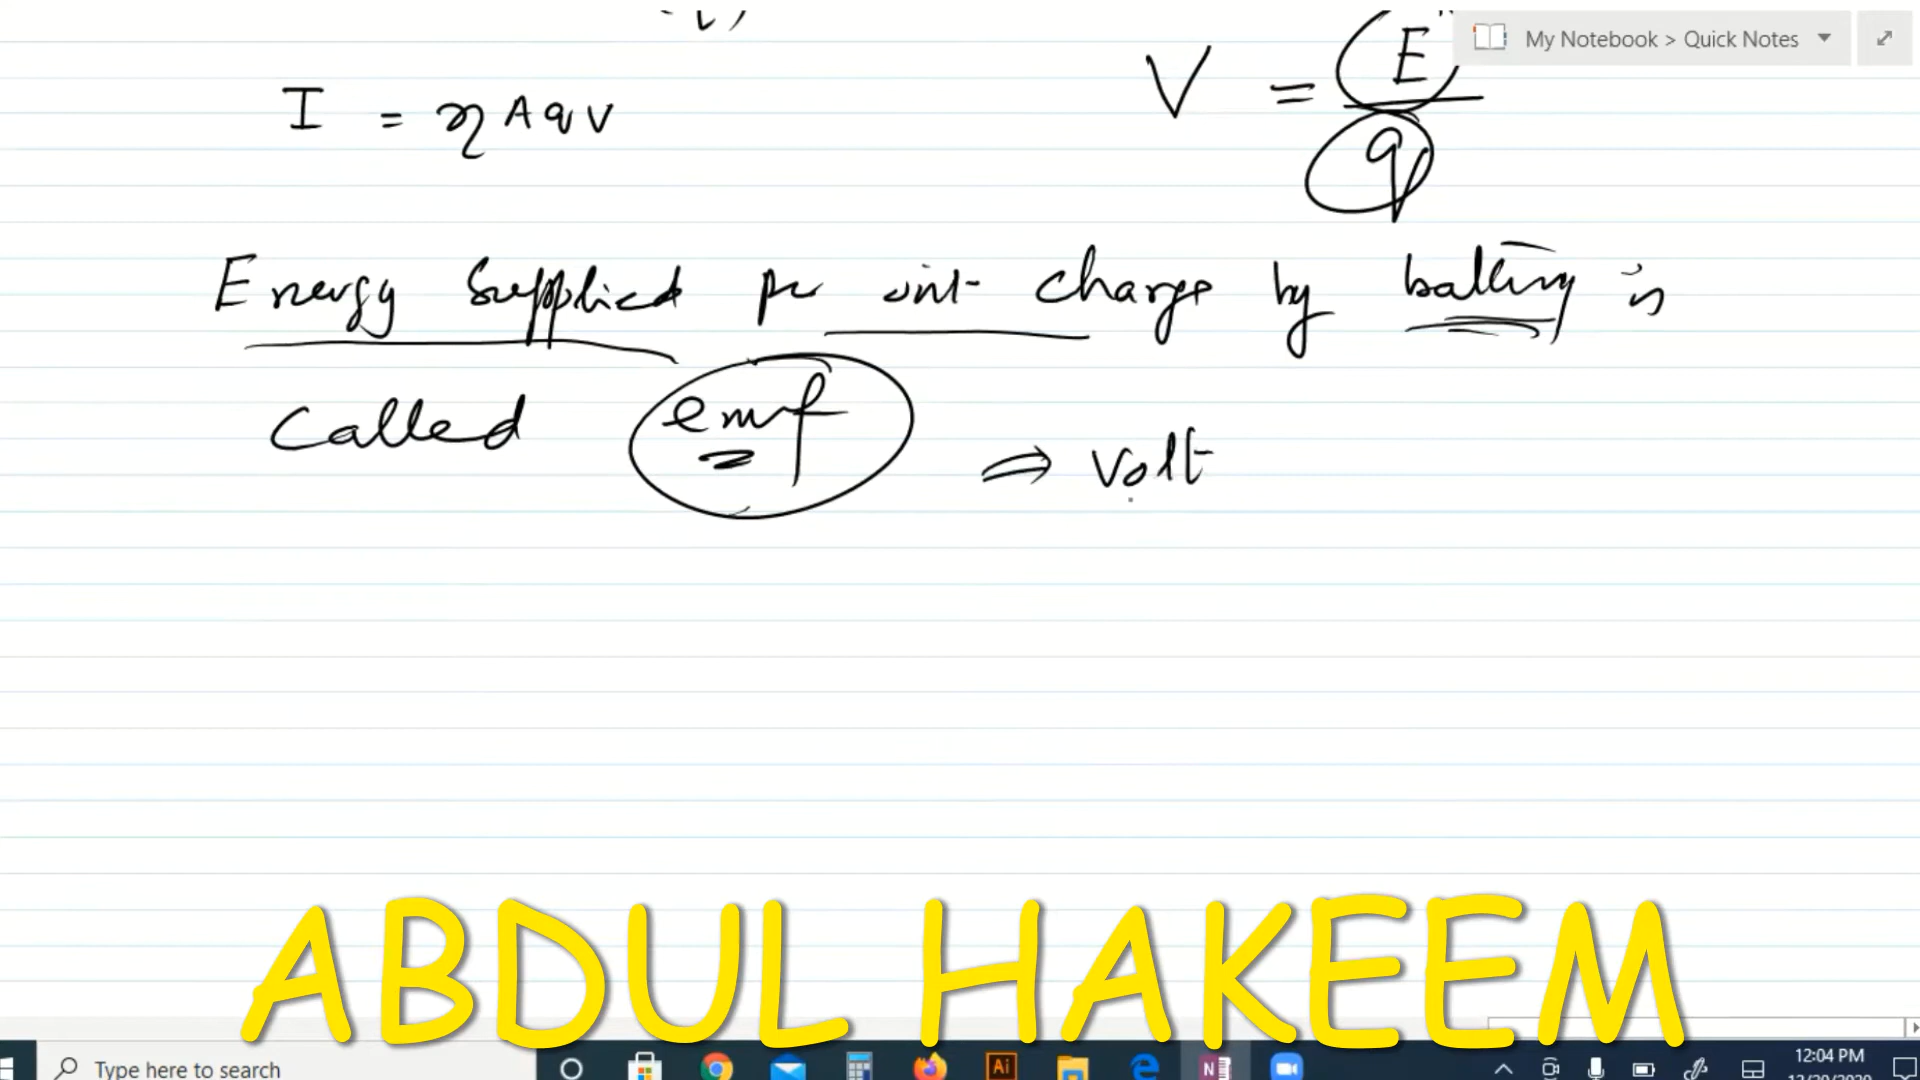 My Notebook > Quick Notes
V = E
q
I = η A q v
Energy Supplied per unit charge by battery is
called emf ⇒ volt
ABDUL HAKEEM
Type here to search
Ai
N
12:04 PM